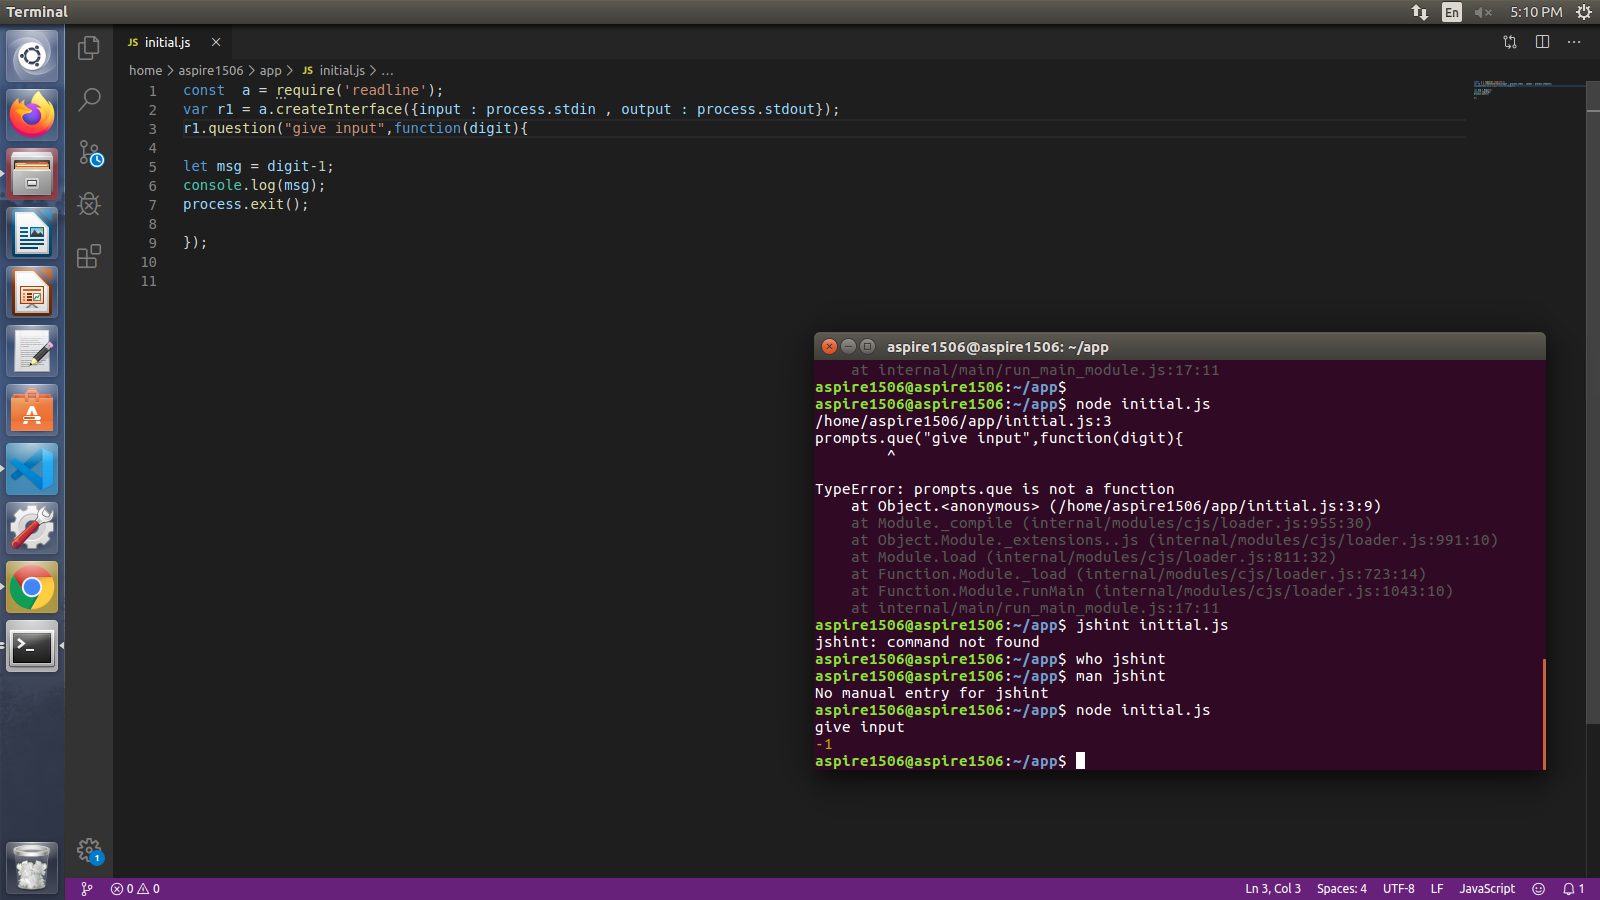 Terminal
En
5:10 PM
JS initial.js
home > aspire1506 > app > JS initial.js > ...
1 const  a = require('readline');
2 var r1 = a.createInterface({input : process.stdin , output : process.stdout});
3 r1.question("give input",function(digit){
4
5 let msg = digit-1;
6 console.log(msg);
7 process.exit();
8
9 });
10
11
aspire1506@aspire1506: ~/app
    at internal/main/run_main_module.js:17:11
aspire1506@aspire1506:~/app$
aspire1506@aspire1506:~/app$ node initial.js
/home/aspire1506/app/initial.js:3
prompts.que("give input",function(digit){
        ^
TypeError: prompts.que is not a function
    at Object.<anonymous> (/home/aspire1506/app/initial.js:3:9)
    at Module._compile (internal/modules/cjs/loader.js:955:30)
    at Object.Module._extensions..js (internal/modules/cjs/loader.js:991:10)
    at Module.load (internal/modules/cjs/loader.js:811:32)
    at Function.Module._load (internal/modules/cjs/loader.js:723:14)
    at Function.Module.runMain (internal/modules/cjs/loader.js:1043:10)
    at internal/main/run_main_module.js:17:11
aspire1506@aspire1506:~/app$ jshint initial.js
jshint: command not found
aspire1506@aspire1506:~/app$ who jshint
aspire1506@aspire1506:~/app$ man jshint
No manual entry for jshint
aspire1506@aspire1506:~/app$ node initial.js
give input
-1
aspire1506@aspire1506:~/app$
1
0 0
Ln 3, Col 3
Spaces: 4
UTF-8
LF
JavaScript
1